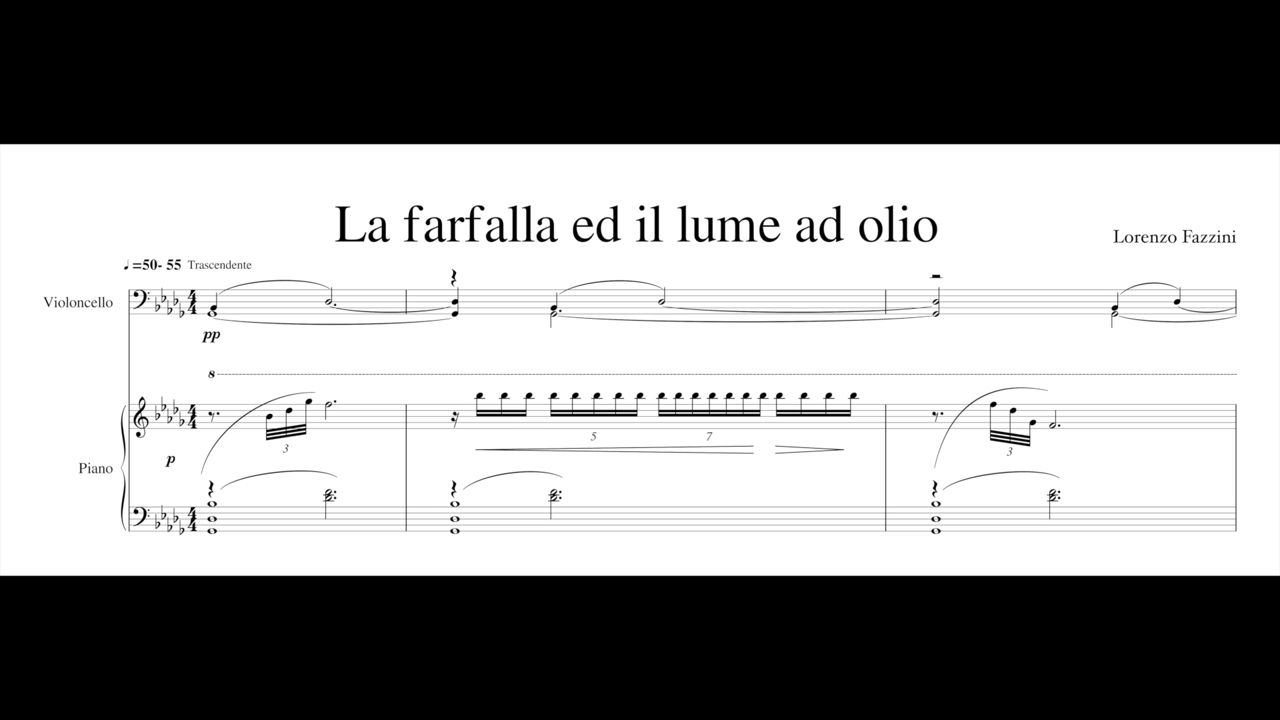 La farfalla ed il lume ad olio
Lorenzo Fazzini
♩=50- 55 Trascendente
Violoncello
pp
8
p
3
5
7
3
Piano